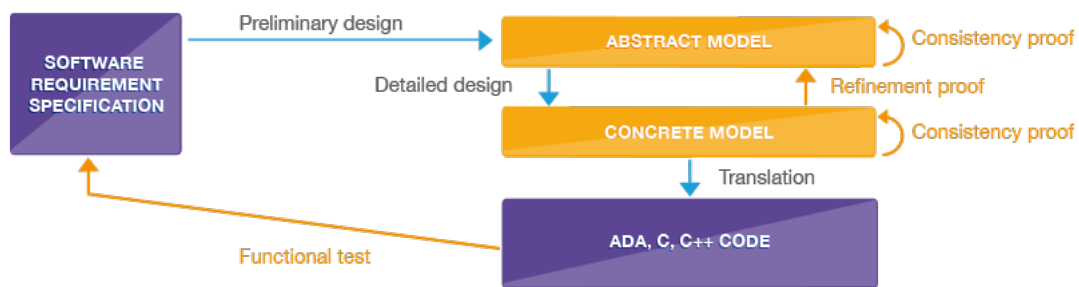 Preliminary design
SOFTWARE
REQUIREMENT
SPECIFICATION
ABSTRACT MODEL
Consistency proof
Detailed design
Refinement proof
CONCRETE MODEL
Consistency proof
Translation
ADA, C, C++ CODE
Functional test